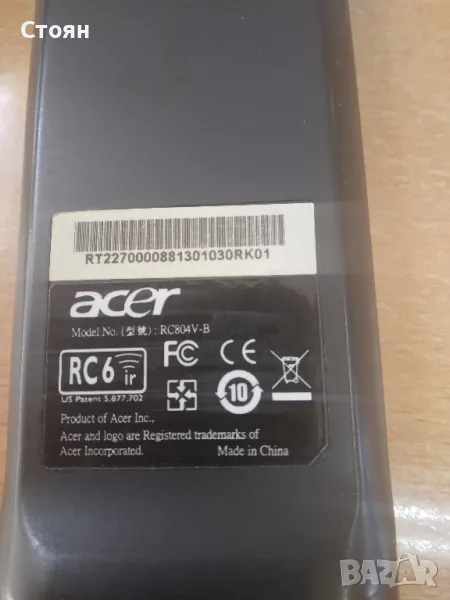 Стоян
RT2270000881301030RK01
acer
Model No. (型號) : RC804V-B
RC6 ir
FC CE
10
US Patent 5,877,702
Product of Acer Inc.,
Acer and logo are Registered trademarks of
Acer Incorporated. Made in China
BAZAR